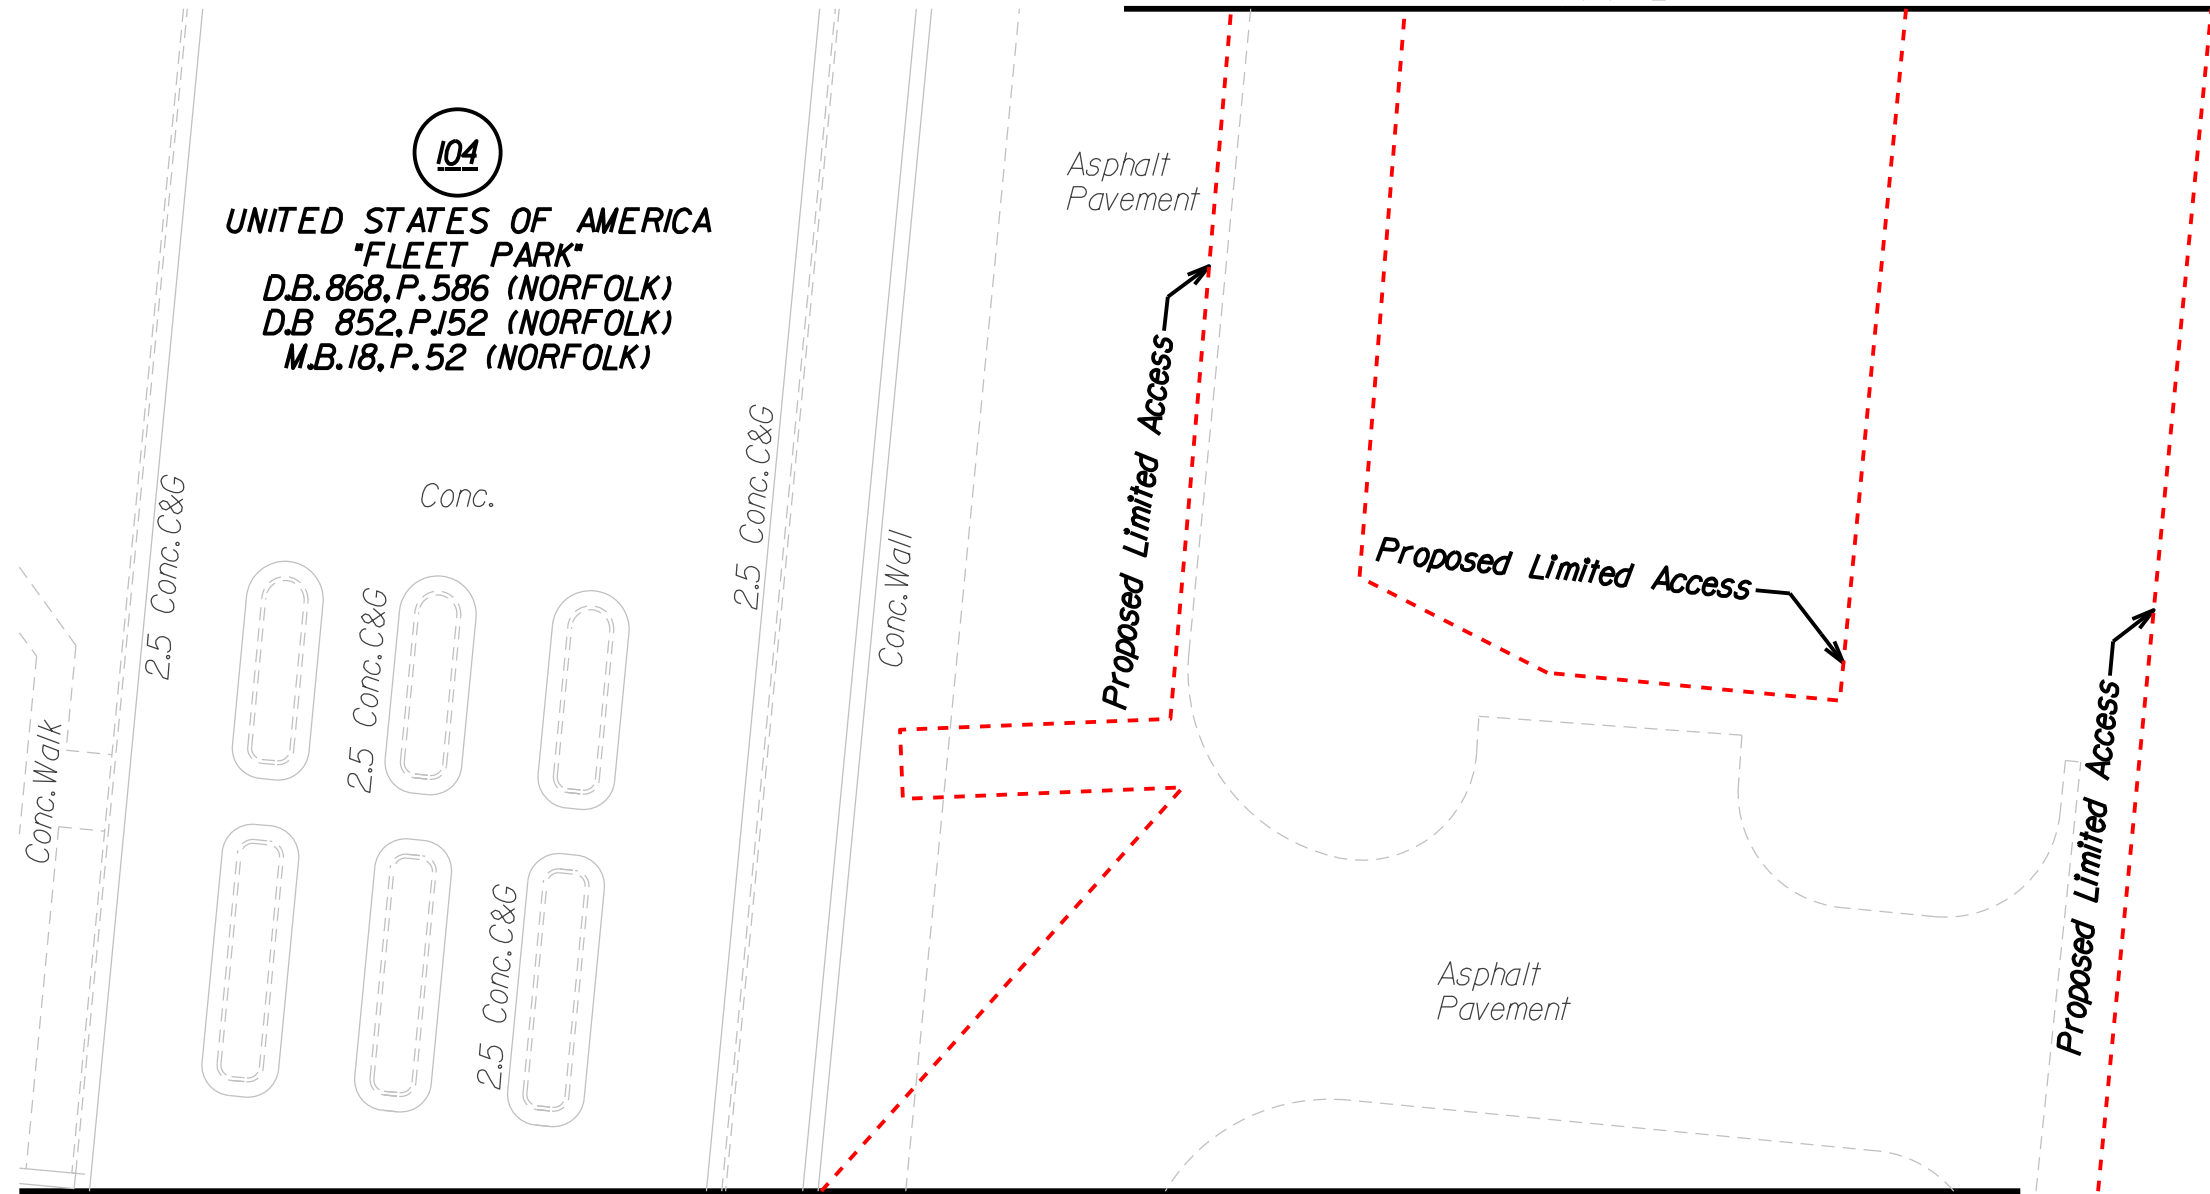 104
UNITED STATES OF AMERICA
"FLEET PARK"
D.B. 868, P. 586 (NORFOLK)
D.B 852, P.152 (NORFOLK)
M.B. 18, P. 52 (NORFOLK)
Asphalt
Pavement
Proposed Limited Access
2.5 Conc. C&G
Conc.
2.5 Conc. C&G
Conc. Wall
Proposed Limited Access
2.5 Conc. C&G
Conc. Walk
Proposed Limited Access
2.5 Conc. C&G
Asphalt
Pavement